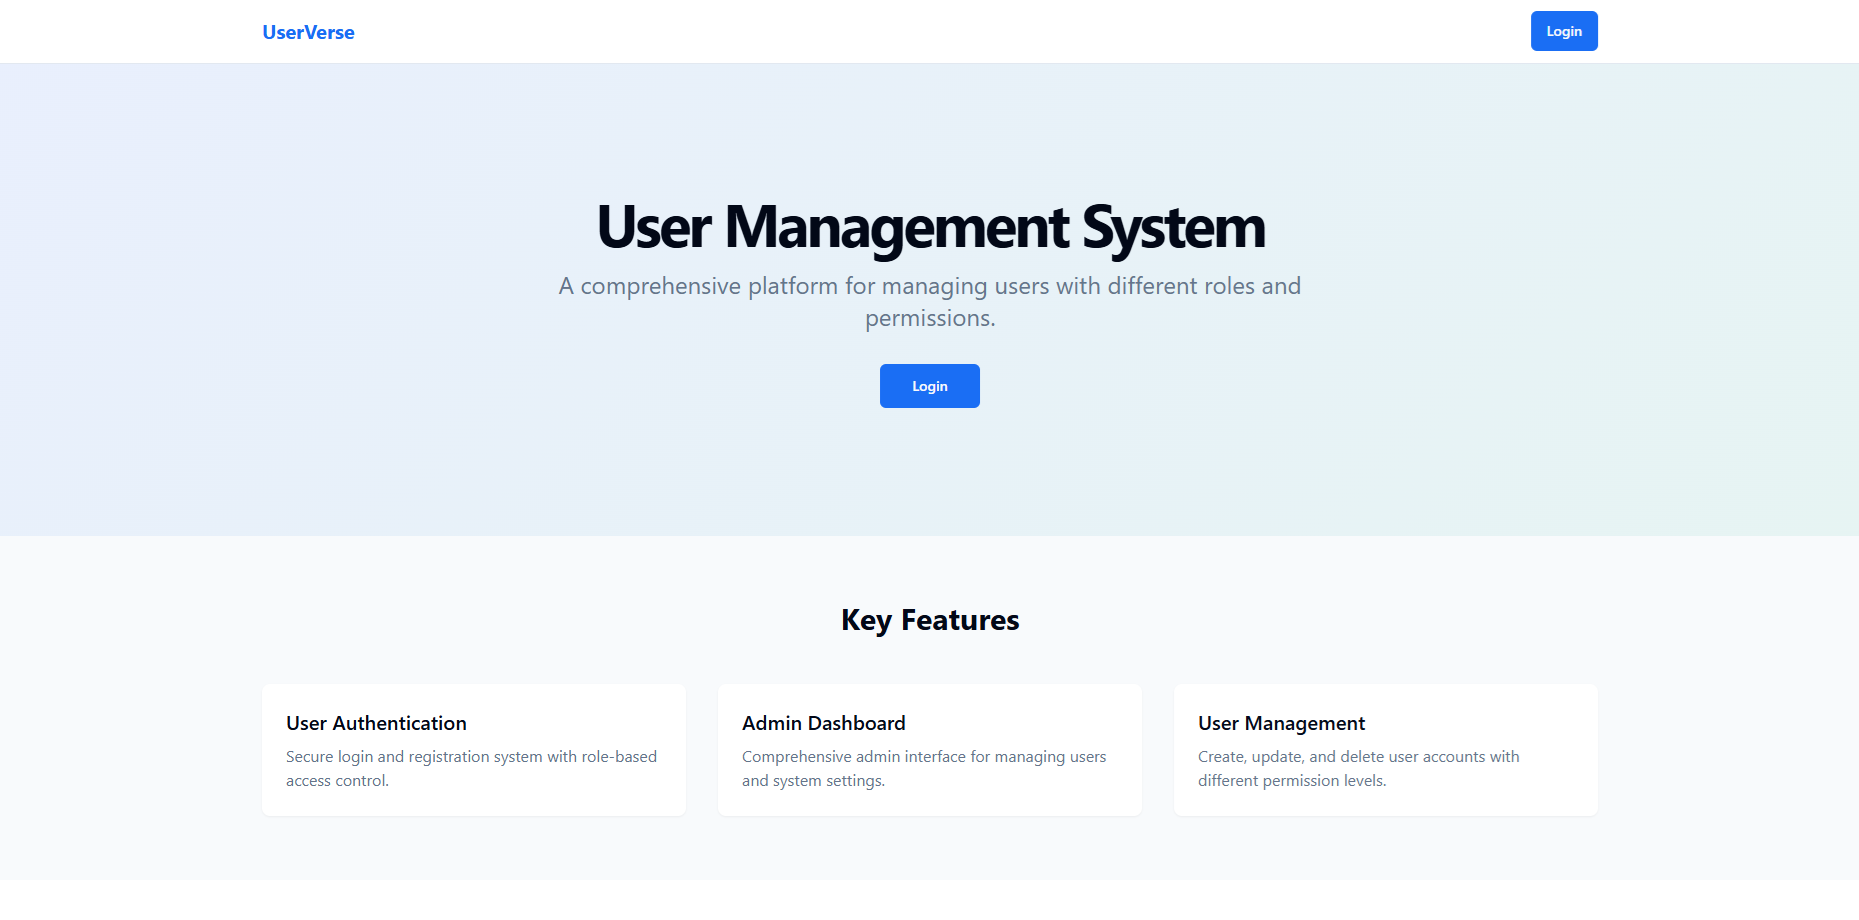 UserVerse
Login
User Management System
A comprehensive platform for managing users with different roles and
permissions.
Login
Key Features
User Authentication
Secure login and registration system with role-based
access control.
Admin Dashboard
Comprehensive admin interface for managing users
and system settings.
User Management
Create, update, and delete user accounts with
different permission levels.